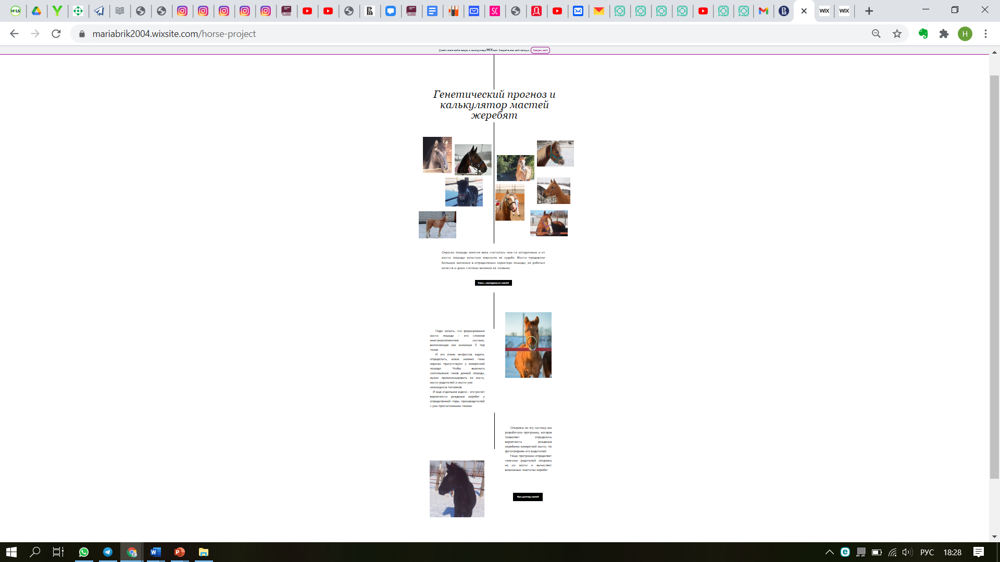 HYLS
SC
Д
WIX
WIX
mariabrik2004.wixsite.com/horse-project
H
Дизайн этого сайта создан в конструкторе WIX.com. Создайте ваш сайт сегодня.
Создать сайт
Генетический прогноз и
калькулятор мастей
жеребят
Окраска лошади многие века считалась чем-то загадочным и от
масти лошади зачастую зависила ее судьба. Масти предавали
большое значение в определении характера лошади, ее рабочих
качеств и даже степени везения ее хозяина.
Схемы наследования мастей
Надо сказать, что формирование
масти лошади - это сложная
многокомпонентная система,
включающая как минимум 5 пар
генов.
И это очень непростая задача,
определить, какие именно гены
окраски присутствуют у конкретной
лошади. Чтобы выяснить
соотношение генов данной лошади,
нужно проанализировать ее масть,
масти родителей и масти уже
имеющихся потомков.
И еще отдельная задача - это расчёт
вероятности рождения жеребят у
определенной пары производителей
с уже просчитанными генами.
Опираясь на эту систему мы
разработали программу, которая
позволяет определить
вероятность рождения
жеребенка конкретной масти, по
фотографиям его родителей.
Наша программа определяет
генетики родителей опираясь
на их масти и вычисляет
возможные генотипы жеребят.
Калькулятор мастей
РУС
18:28